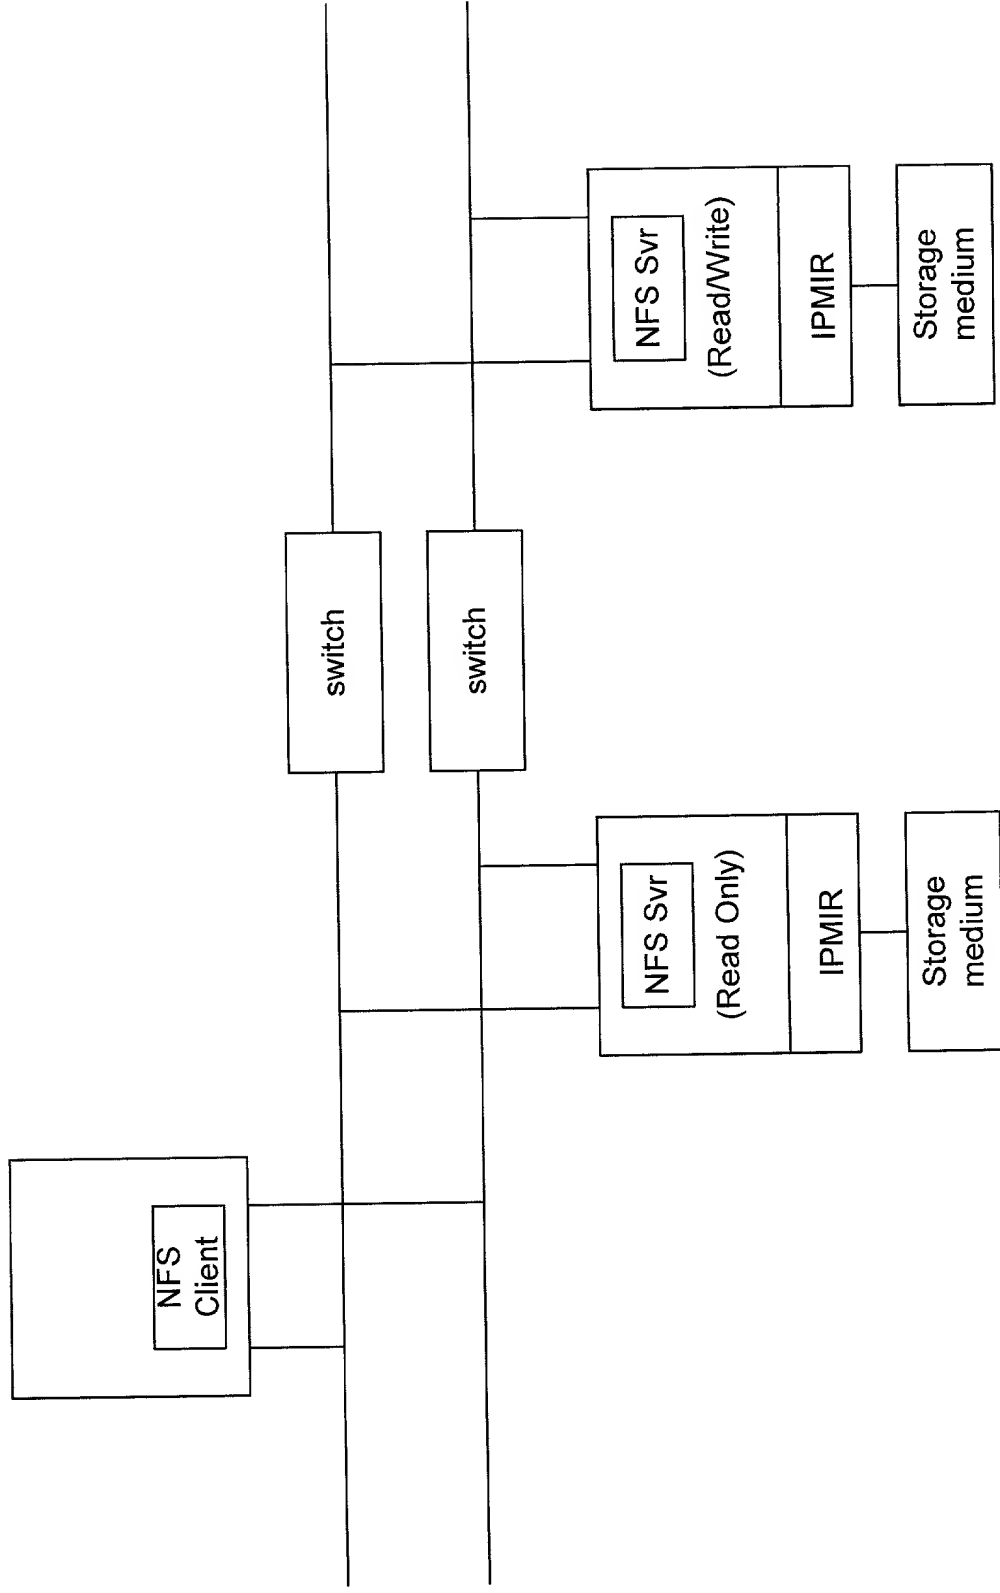 NFS
Client
switch
switch
NFS Svr
(Read Only)
IPMIR
Storage
medium
NFS Svr
(Read/Write)
IPMIR
Storage
medium